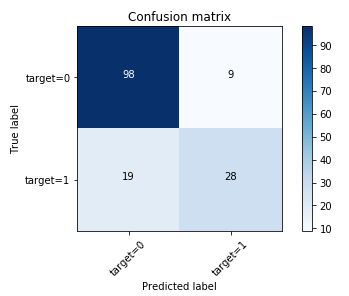 Confusion matrix
True label
target=0
98
9
target=1
19
28
target=0
target=1
Predicted label
90
80
70
60
50
40
30
20
10